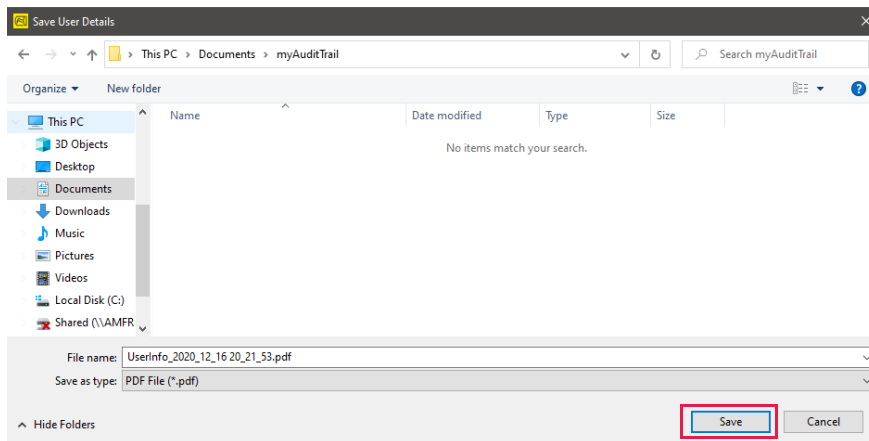 Save User Details
This PC > Documents > myAuditTrail
Search myAuditTrail
Organize
New folder
Name
Date modified
Type
Size
No items match your search.
This PC
3D Objects
Desktop
Documents
Downloads
Music
Pictures
Videos
Local Disk (C:)
Shared (\\AMFR
File name: UserInfo_2020_12_16 20_21_53.pdf
Save as type: PDF File (*.pdf)
Hide Folders
Save
Cancel